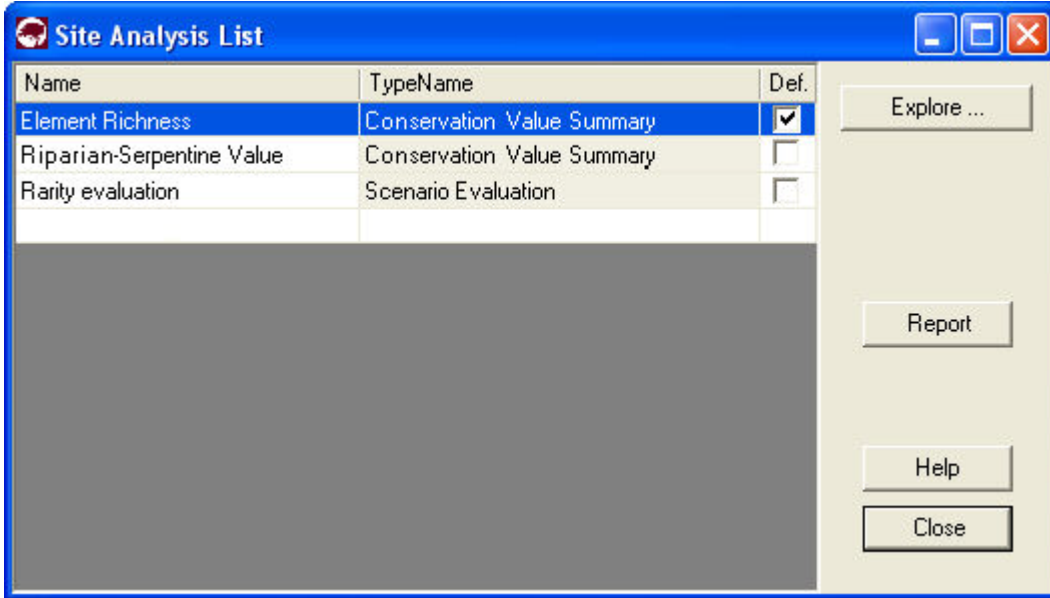 Site Analysis List
Name TypeName Def.
Element Richness Conservation Value Summary
Riparian-Serpentine Value Conservation Value Summary
Rarity evaluation Scenario Evaluation
Explore ...
Report
Help
Close